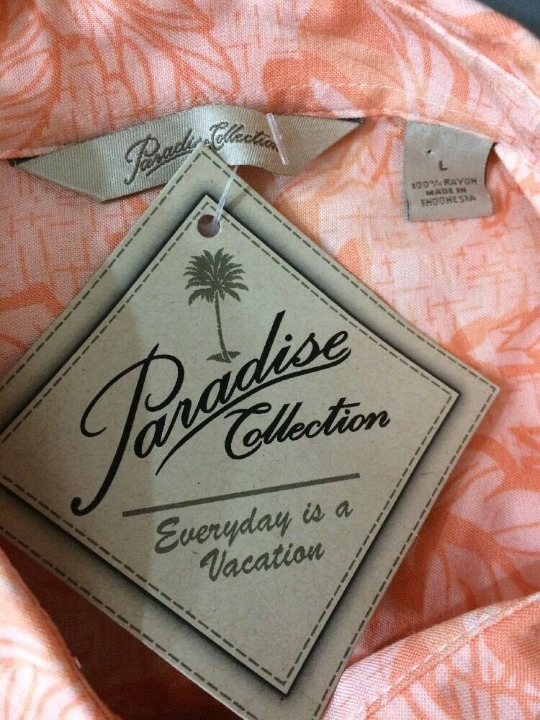 Paradise Collection
L
100% RAYON
MADE IN
INDONESIA
Paradise
Collection
Everyday is a
Vacation